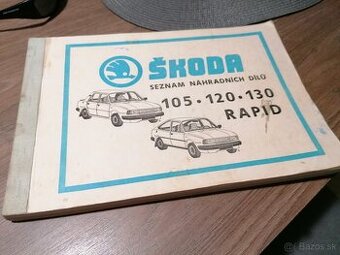 ŠKODA
SEZNAM NÁHRADNÍCH DÍLŮ
105 • 120 • 130
RAPID
bazos.sk